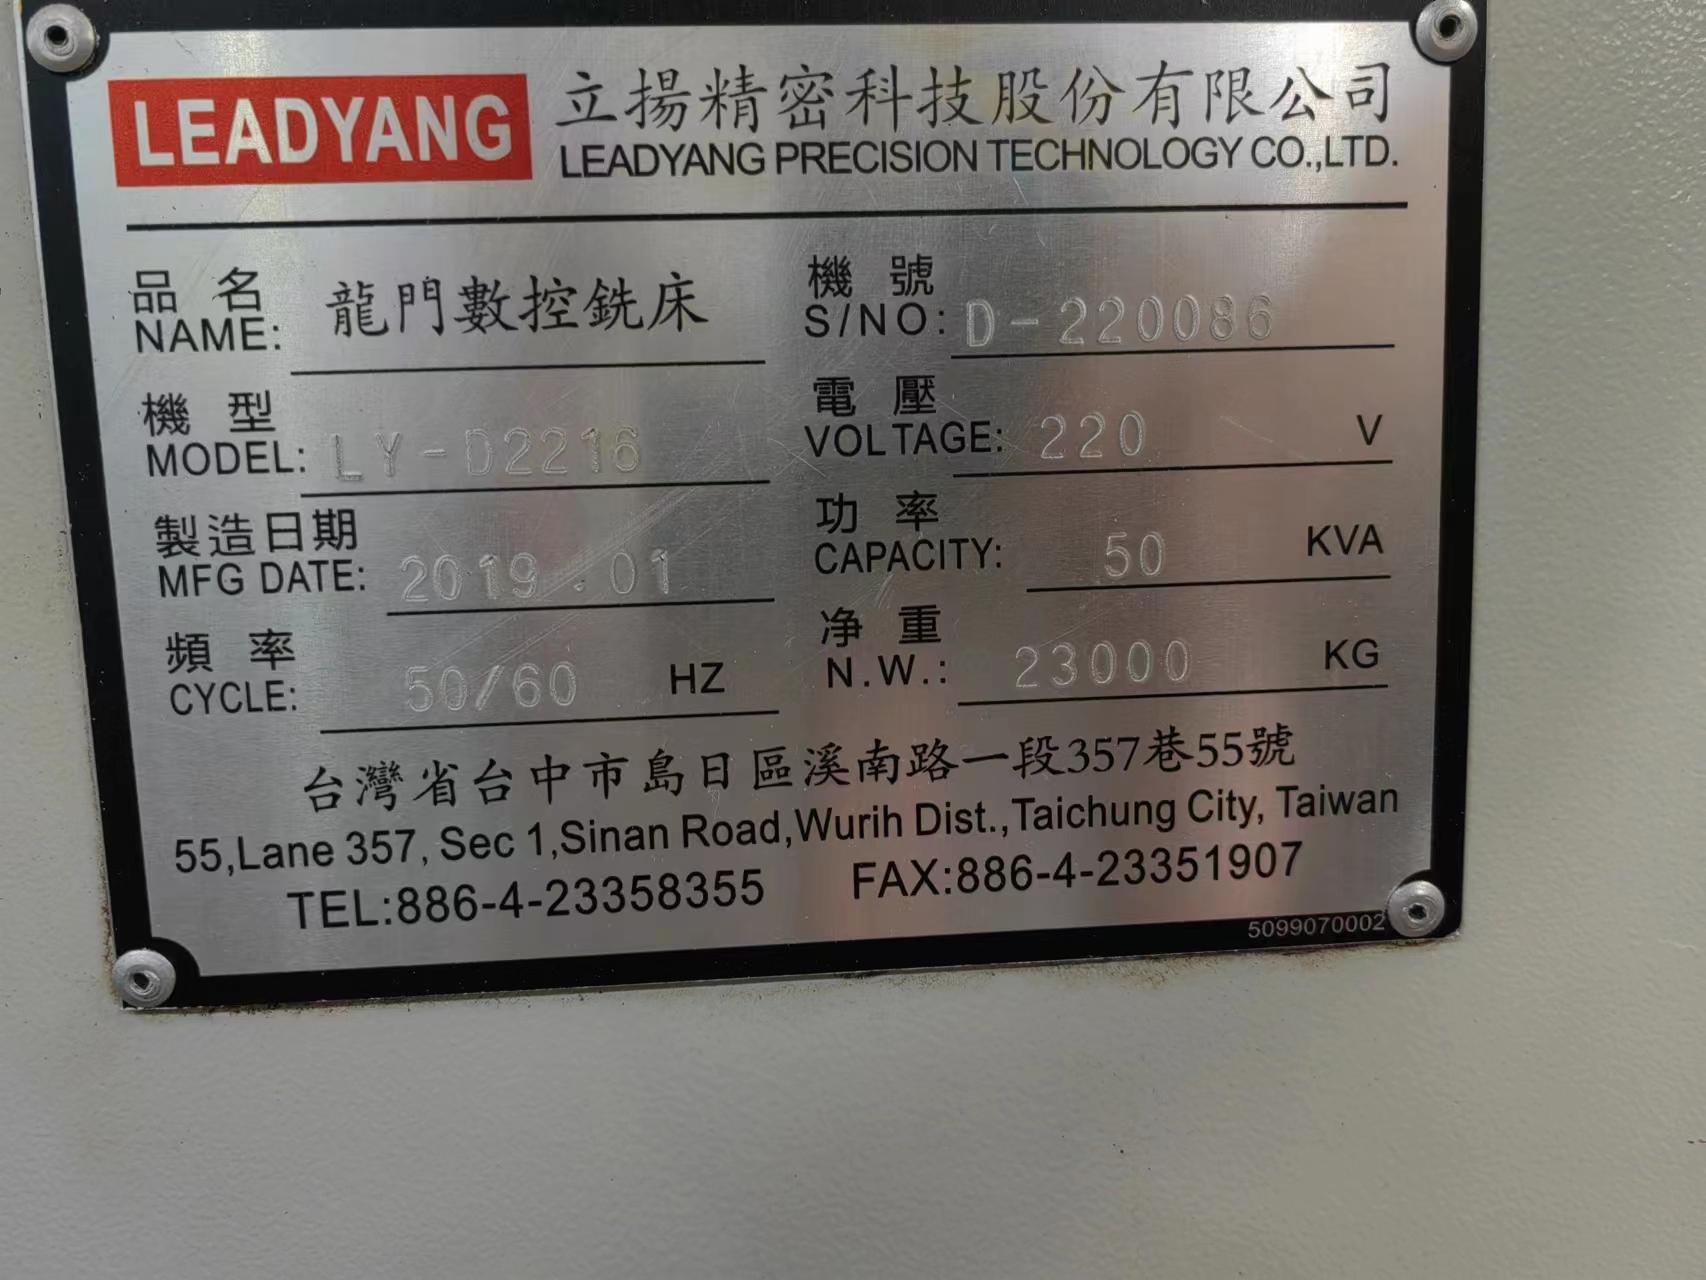 LEADYANG 立揚精密科技股份有限公司
LEADYANG PRECISION TECHNOLOGY CO.,LTD.
品名 機號
NAME: 龍門數控銑床 S/NO: D-220086
機型 電壓
MODEL: LY-D2216 VOLTAGE: 220 V
製造日期 功率
MFG DATE: 2019.01 CAPACITY: 50 KVA
頻率 净重
CYCLE: 50/60 HZ N.W.: 23000 KG
台灣省台中市島日區溪南路一段357巷55號
55,Lane 357, Sec 1,Sinan Road,Wurih Dist.,Taichung City, Taiwan
TEL:886-4-23358355 FAX:886-4-23351907
5099070002